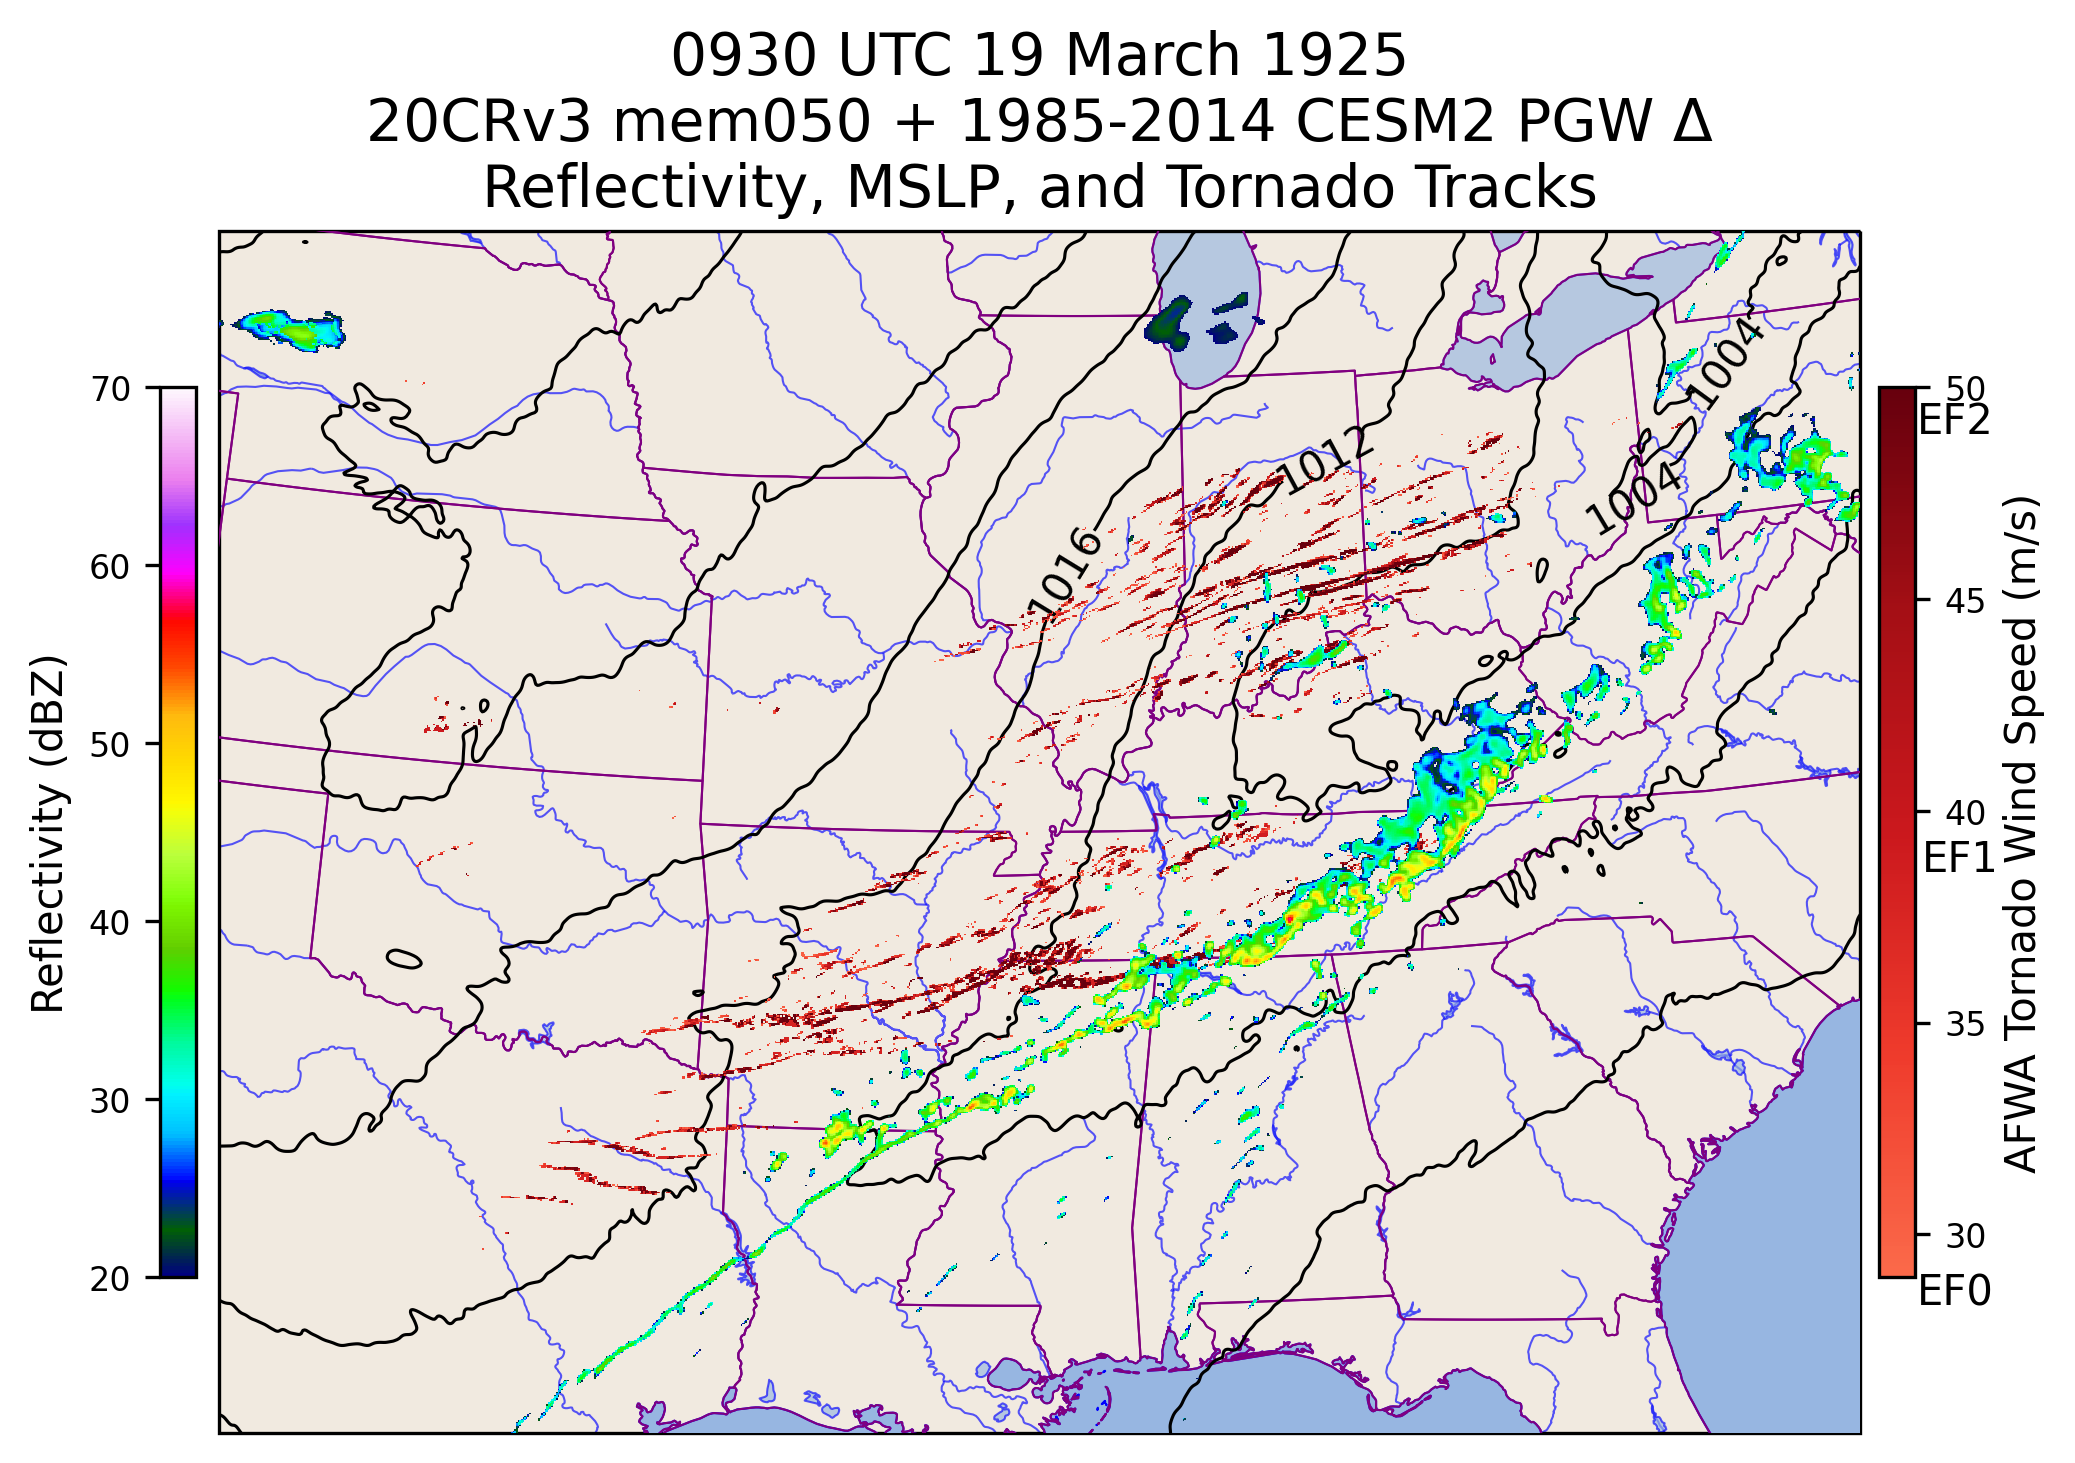 0930 UTC 19 March 1925
20CRv3 mem050 + 1985-2014 CESM2 PGW Δ
Reflectivity, MSLP, and Tornado Tracks
Reflectivity (dBZ)
70
60
50
40
30
20
1004
1012
1004
1016
50
EF2
45
40
EF1
35
30
EF0
AFWA Tornado Wind Speed (m/s)